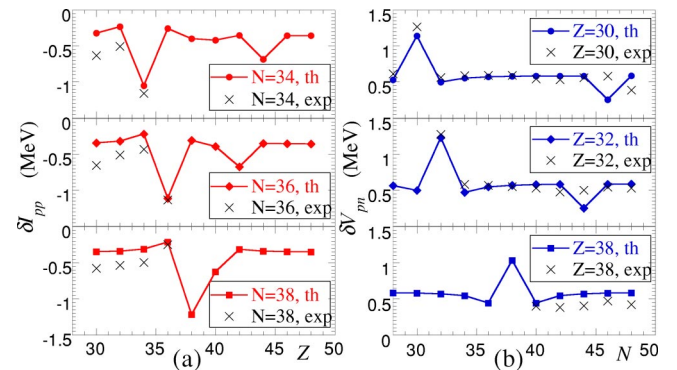 0
-0.5
-1
N=34, th
N=34, exp
0
-0.5
-1
N=36, th
N=36, exp
0
-0.5
-1
-1.5
N=38, th
N=38, exp
δI_pp (MeV)
30 35 40 45 50
(a) Z
1.5
1
0.5
Z=30, th
Z=30, exp
1.5
1
0.5
Z=32, th
Z=32, exp
1.5
1
0.5
0
Z=38, th
Z=38, exp
δV_pn (MeV)
30 35 40 45 50
(b) N